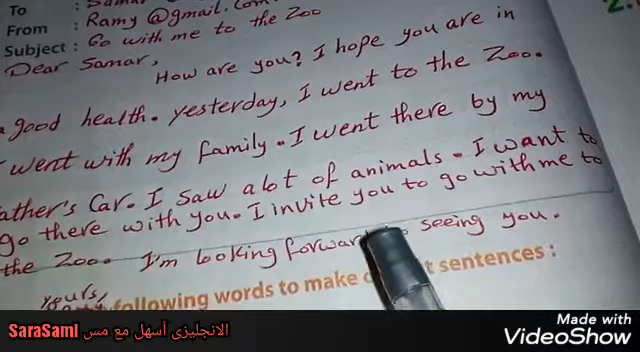 To :
From : Ramy@gmail.com
Subject : Go with me to the Zoo
Dear Samar,
How are you? I hope you are in
good health. yesterday, I went to the Zoo.
I went with my family. I went there by my
father's Car. I saw a lot of animals. I want to
go there with you. I invite you to go with me to
the Zoo. I'm looking forward to seeing you.
yours,
following words to make sentences :
SaraSamI الانجليزى أسهل مع مس
Made with
VideoShow